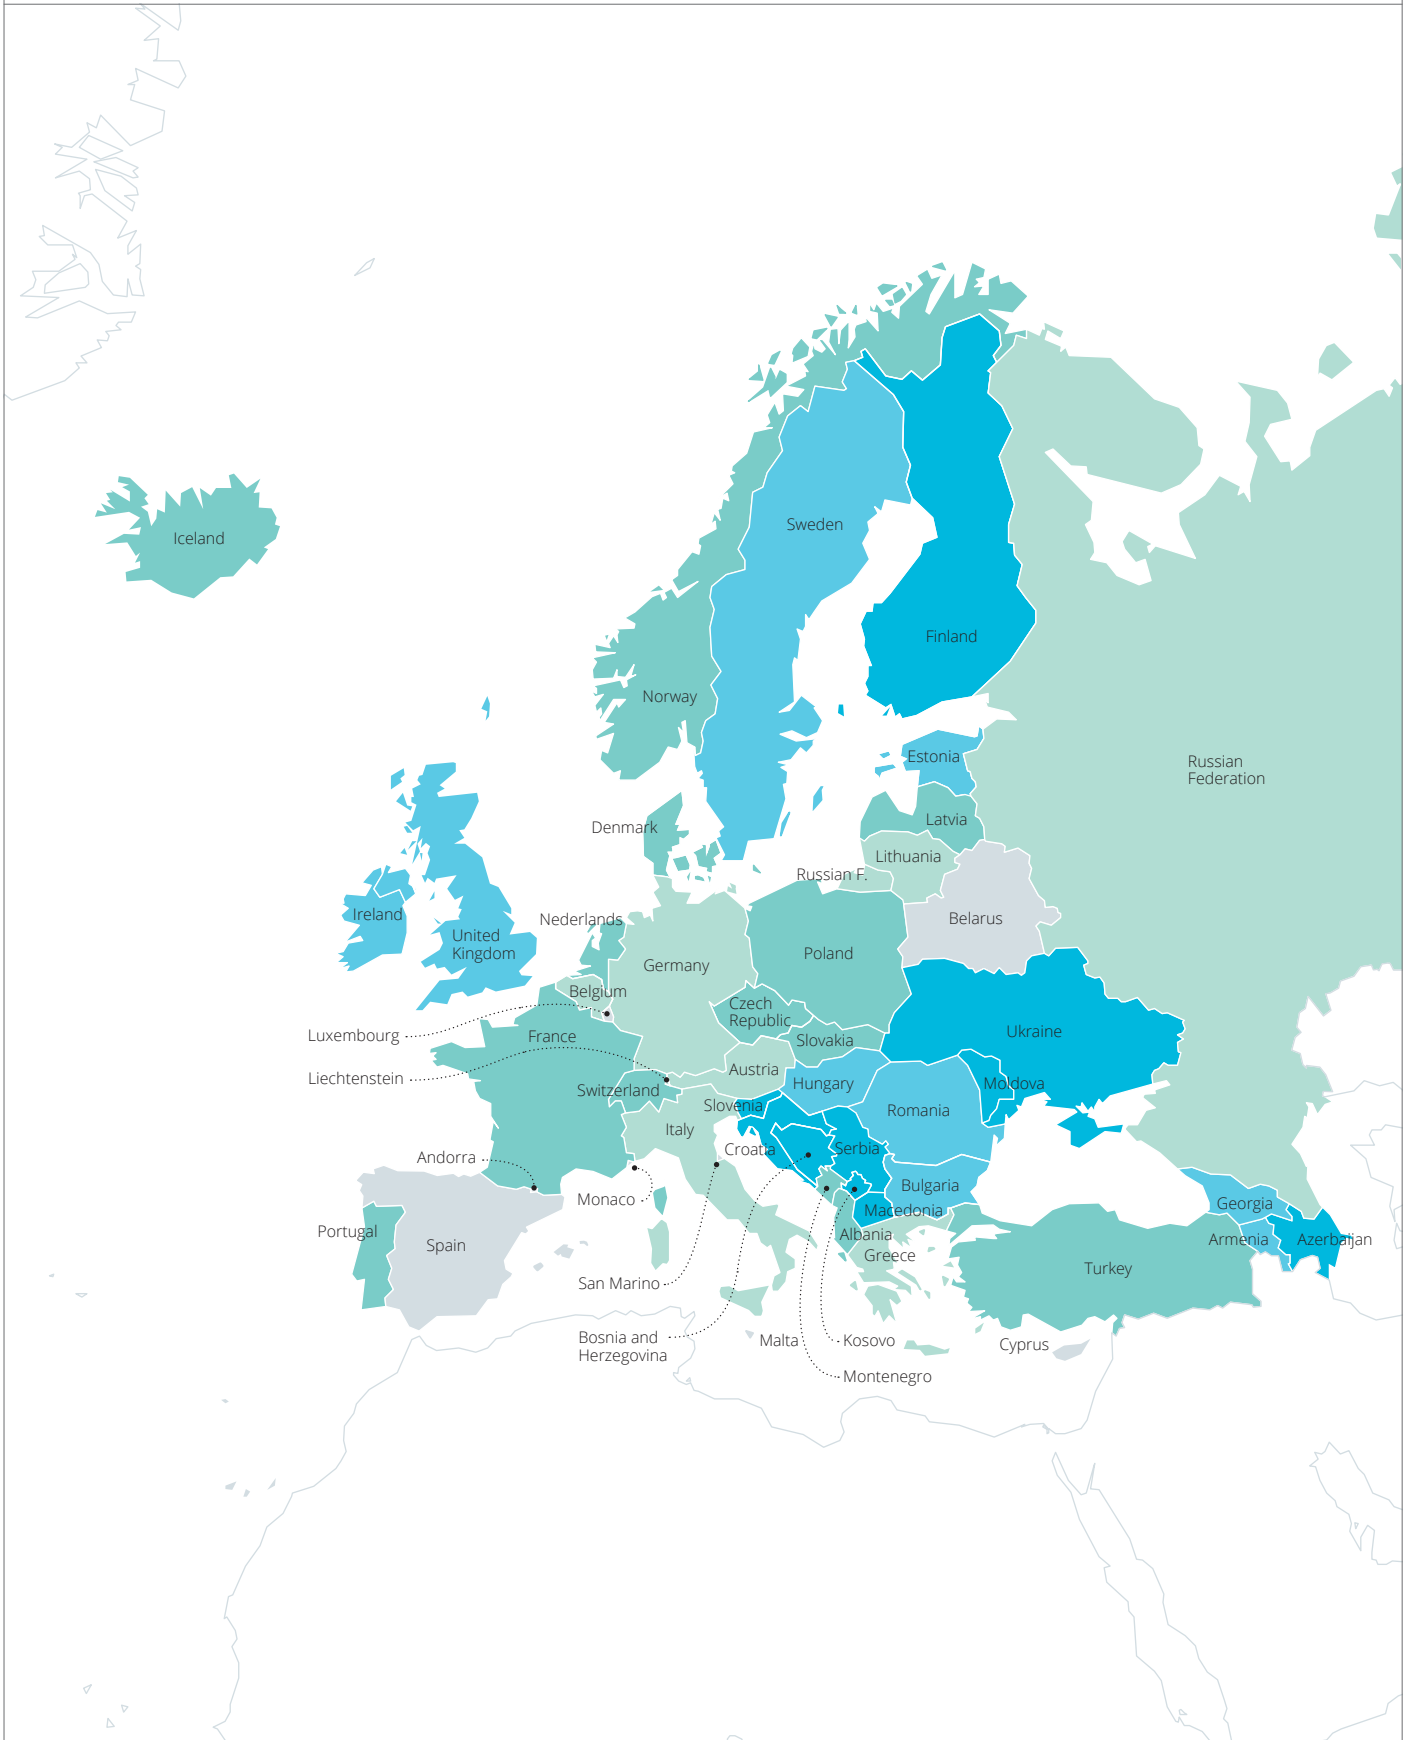 Iceland
Sweden
Finland
Norway
Estonia
Russian
Federation
Denmark
Latvia
Lithuania
Russian F.
Ireland
Nederlands
Belarus
United
Kingdom
Poland
Germany
Belgium
Czech
Republic
Luxembourg
France
Slovakia
Ukraine
Liechtenstein
Austria
Hungary
Moldova
Switzerland
Slovenia
Romania
Italy
Croatia
Serbia
Andorra
Monaco
Bulgaria
Macedonia
Georgia
Portugal
Spain
Albania
Greece
Armenia
Azerbaijan
Turkey
San Marino
Bosnia and
Herzegovina
Malta
Kosovo
Cyprus
Montenegro